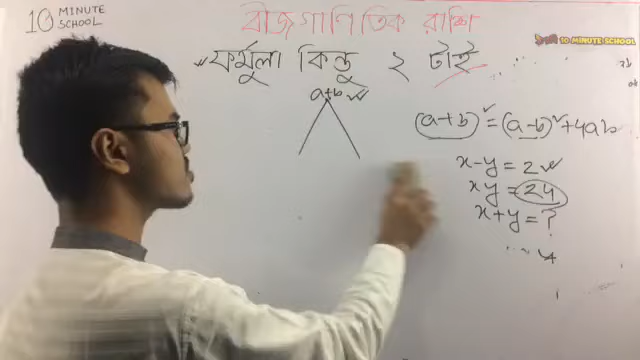 10 MINUTE SCHOOL
বীজগাণিতিক রাশি
10 MINUTE SCHOOL
ফর্মুলা কিন্তু ২ টাই
a+b
(a+b)² = (a-b)² + 4ab
x-y = 2
xy = 24
x+y = ?